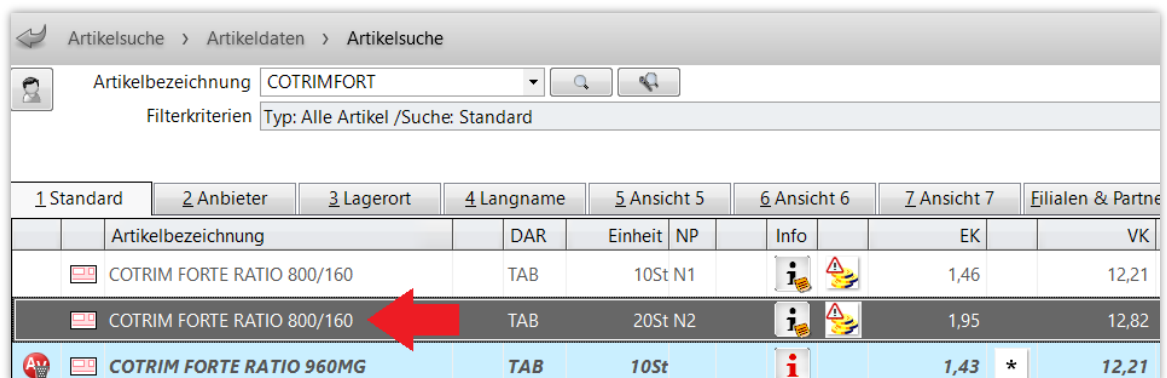 Artikelsuche > Artikeldaten > Artikelsuche
Artikelbezeichnung COTRIMFORT
Filterkriterien Typ: Alle Artikel /Suche: Standard
1 Standard 2 Anbieter 3 Lagerort 4 Langname 5 Ansicht 5 6 Ansicht 6 7 Ansicht 7 Filialen & Partne
Artikelbezeichnung DAR Einheit NP Info EK VK
COTRIM FORTE RATIO 800/160 TAB 10St N1 1,46 12,21
COTRIM FORTE RATIO 800/160 TAB 20St N2 1,95 12,82
AV COTRIM FORTE RATIO 960MG TAB 10St 1,43 * 12,21